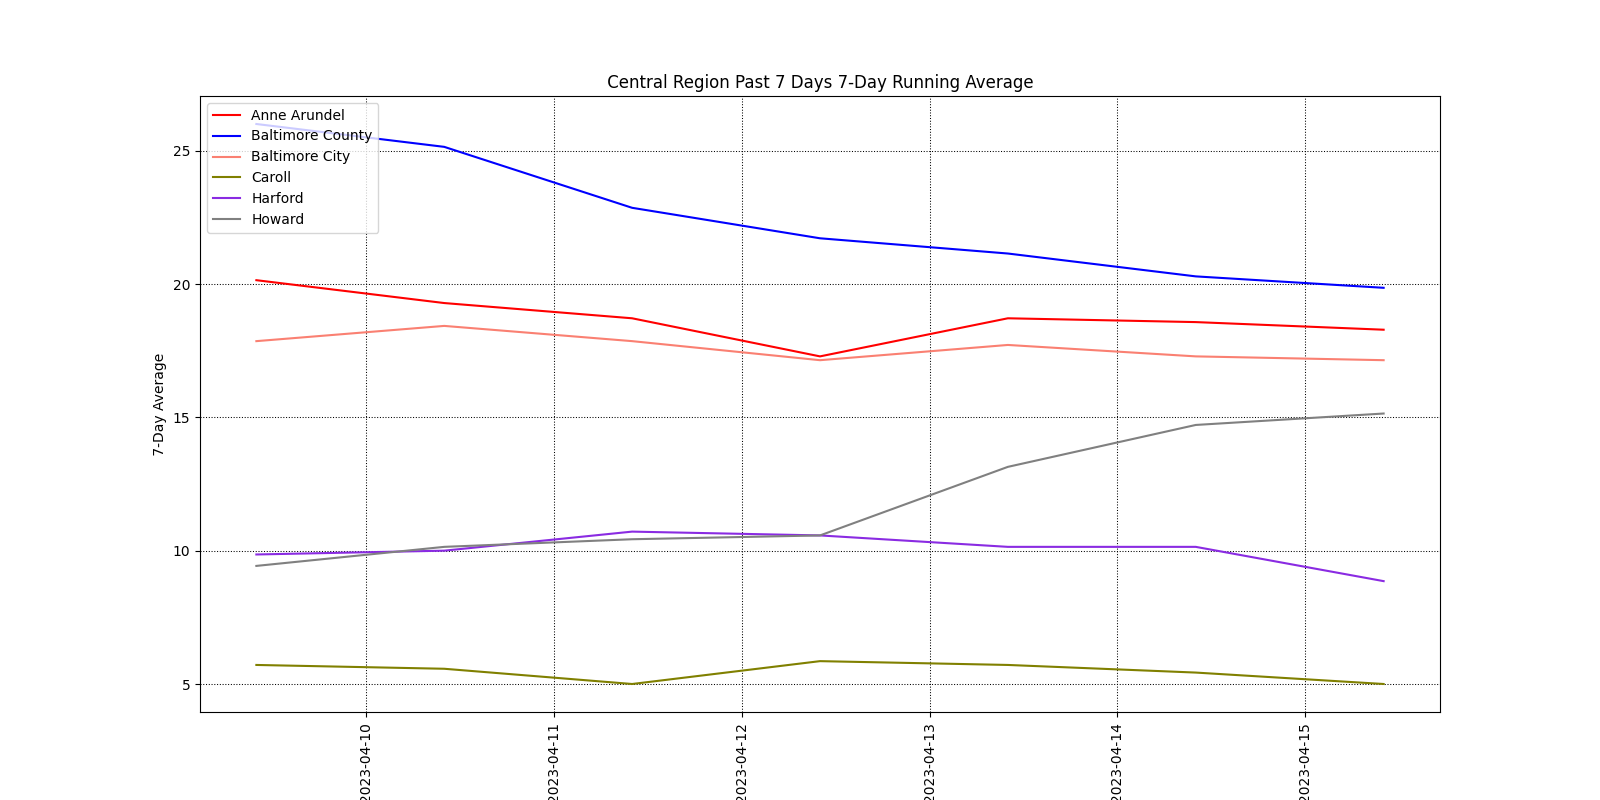 Central Region Past 7 Days 7-Day Running Average
Anne Arundel
Baltimore County
Baltimore City
Caroll
Harford
Howard
25
20
15
10
5
7-Day Average
2023-04-10
2023-04-11
2023-04-12
2023-04-13
2023-04-14
2023-04-15